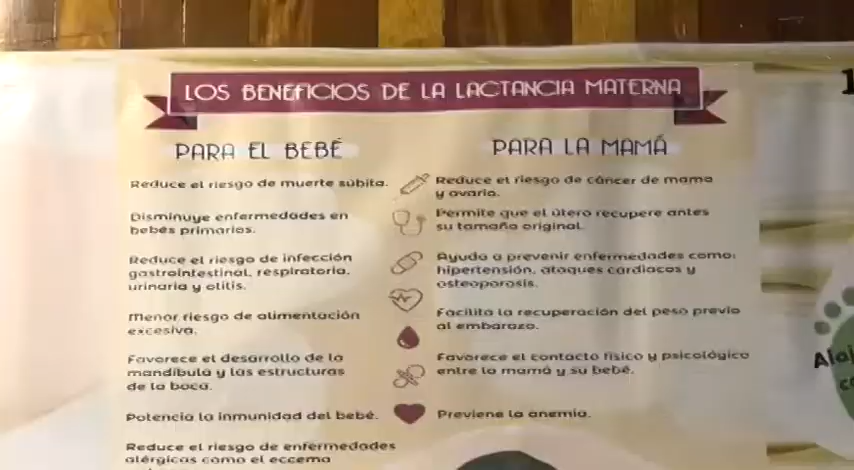 LOS BENEFICIOS DE LA LACTANCIA MATERNA
PARA EL BEBÉ
Reduce el riesgo de muerte súbita.
Disminuye enfermedades en
bebés primarios.
Reduce el riesgo de infección
gastrointestinal, respiratoria,
urinaria y otitis.
Menor riesgo de alimentación
excesiva.
Favorece el desarrollo de la
mandíbula y las estructuras
de la boca.
Potencia la inmunidad del bebé.
Reduce el riesgo de enfermedades
alérgicas como el eccema
PARA LA MAMÁ
Reduce el riesgo de cáncer de mama
y ovario.
Permite que el útero recupere antes
su tamaño original.
Ayuda a prevenir enfermedades como:
hipertensión, ataques cardiacos y
osteoporosis.
Facilita la recuperación del peso previo
al embarazo.
Favorece el contacto físico y psicológico
entre la mamá y su bebé.
Previene la anemia.
1
Aloj
co